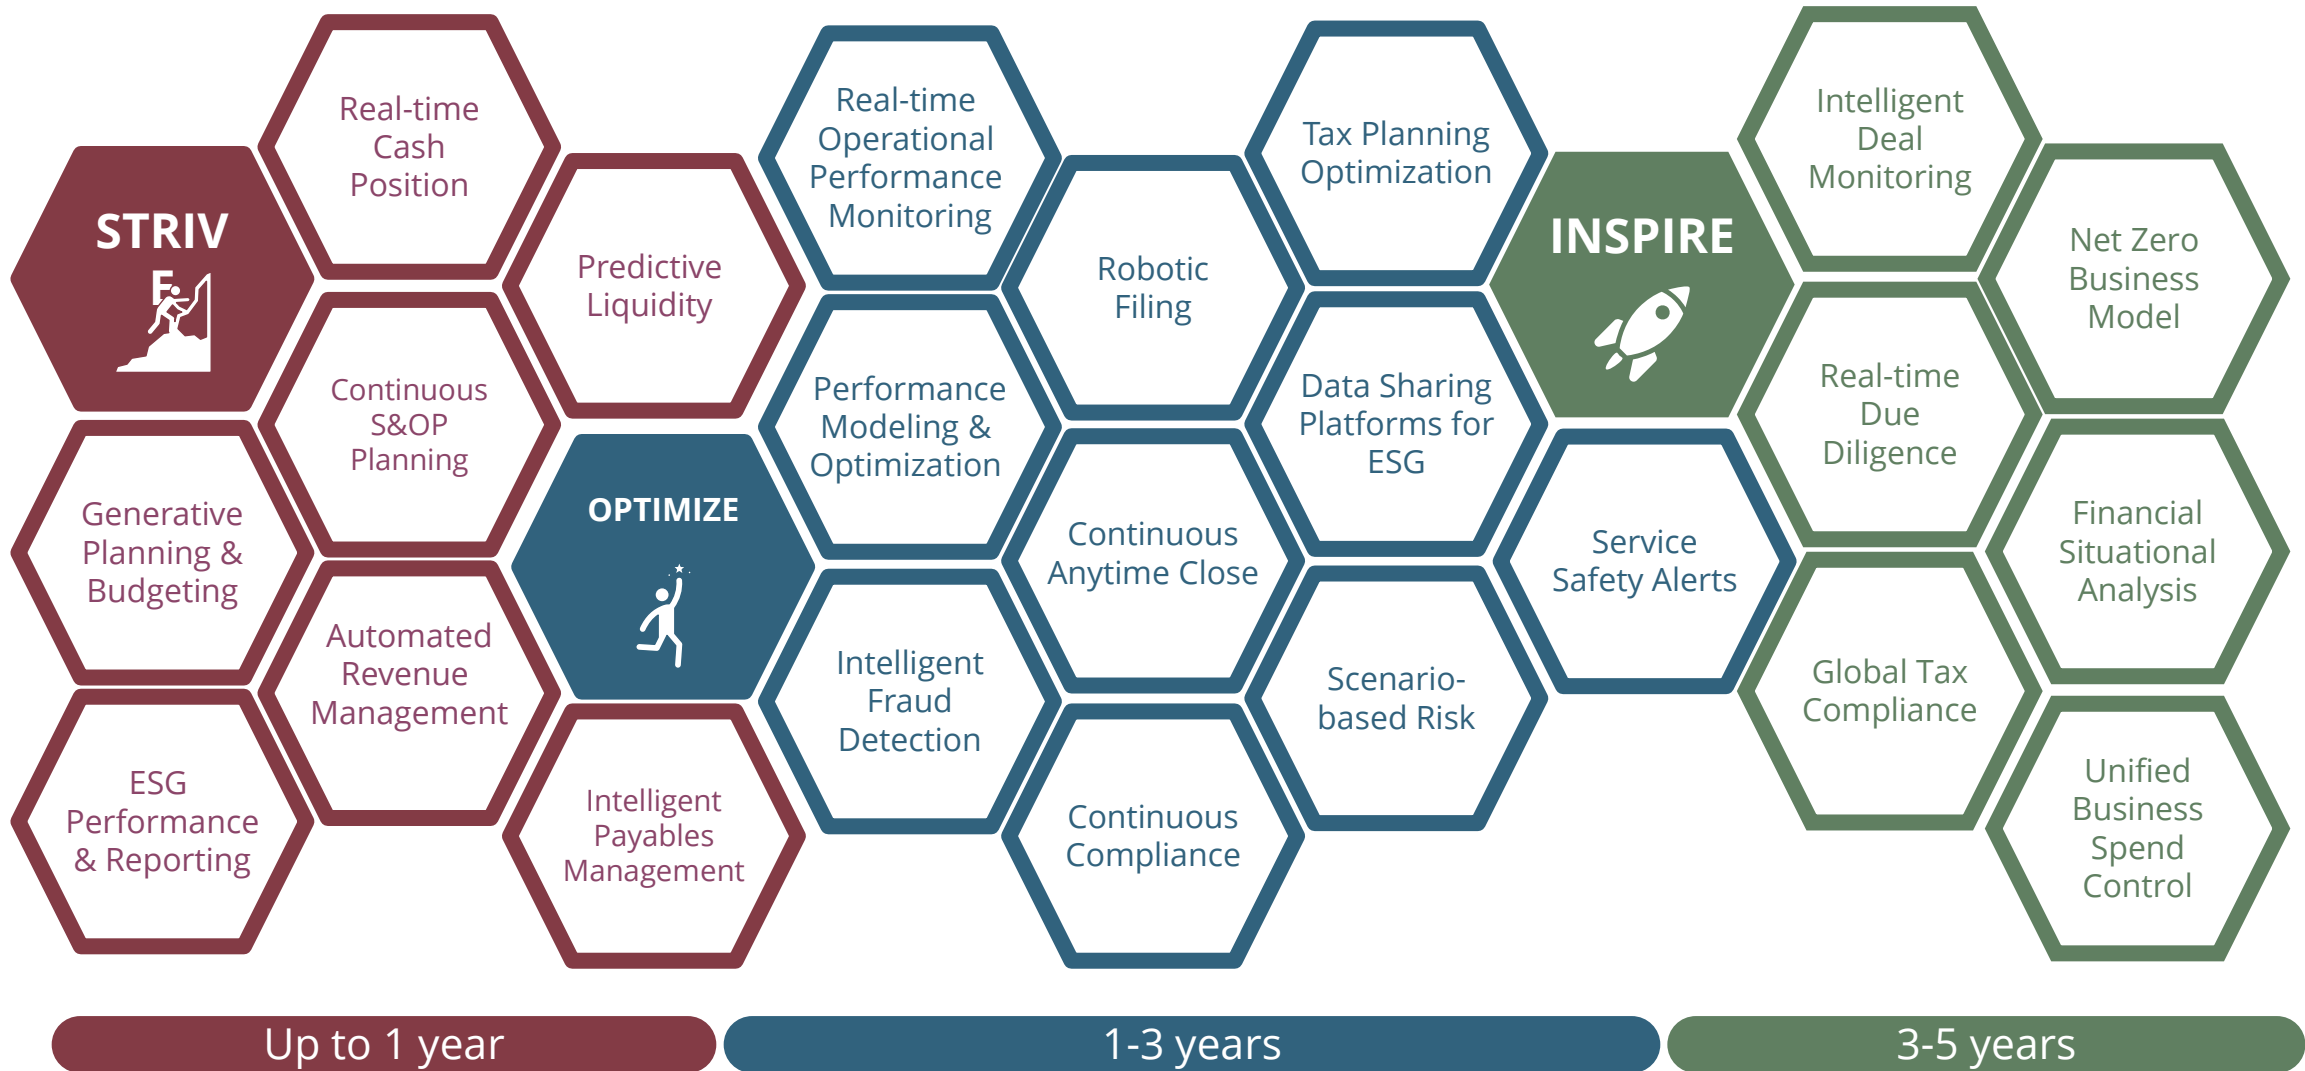 STRIV
E
Generative
Planning &
Budgeting
ESG
Performance
& Reporting
Real-time
Cash
Position
Continuous
S&OP
Planning
Automated
Revenue
Management
Predictive
Liquidity
OPTIMIZE
Intelligent
Payables
Management
Real-time
Operational
Performance
Monitoring
Performance
Modeling &
Optimization
Intelligent
Fraud
Detection
Robotic
Filing
Continuous
Anytime Close
Continuous
Compliance
Tax Planning
Optimization
Data Sharing
Platforms for
ESG
Scenario-
based Risk
INSPIRE
Service
Safety Alerts
Intelligent
Deal
Monitoring
Real-time
Due
Diligence
Global Tax
Compliance
Net Zero
Business
Model
Financial
Situational
Analysis
Unified
Business
Spend
Control
Up to 1 year
1-3 years
3-5 years